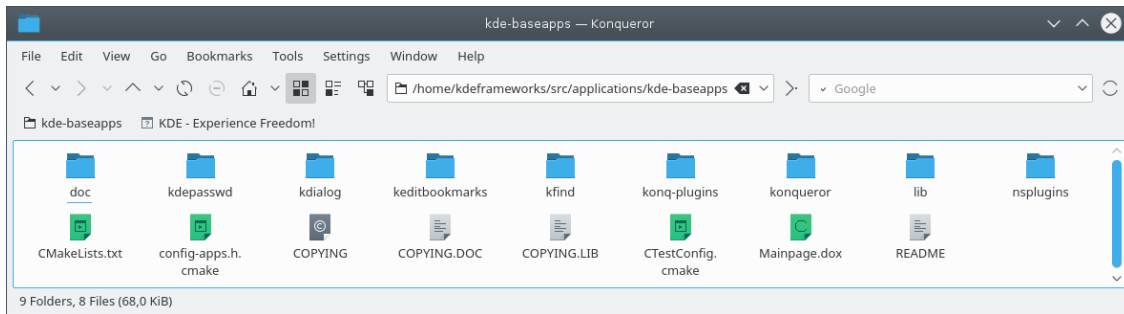 kde-baseapps — Konqueror
File Edit View Go Bookmarks Tools Settings Window Help
/home/kdeframeworks/src/applications/kde-baseapps Google
kde-baseapps KDE - Experience Freedom!
doc kdepasswd kdialog keditbookmarks kfind konq-plugins konqueror lib nsplugins
CMakeLists.txt config-apps.h. COPYING COPYING.DOC COPYING.LIB CTestConfig. Mainpage.dox README
cmake cmake
9 Folders, 8 Files (68,0 KiB)